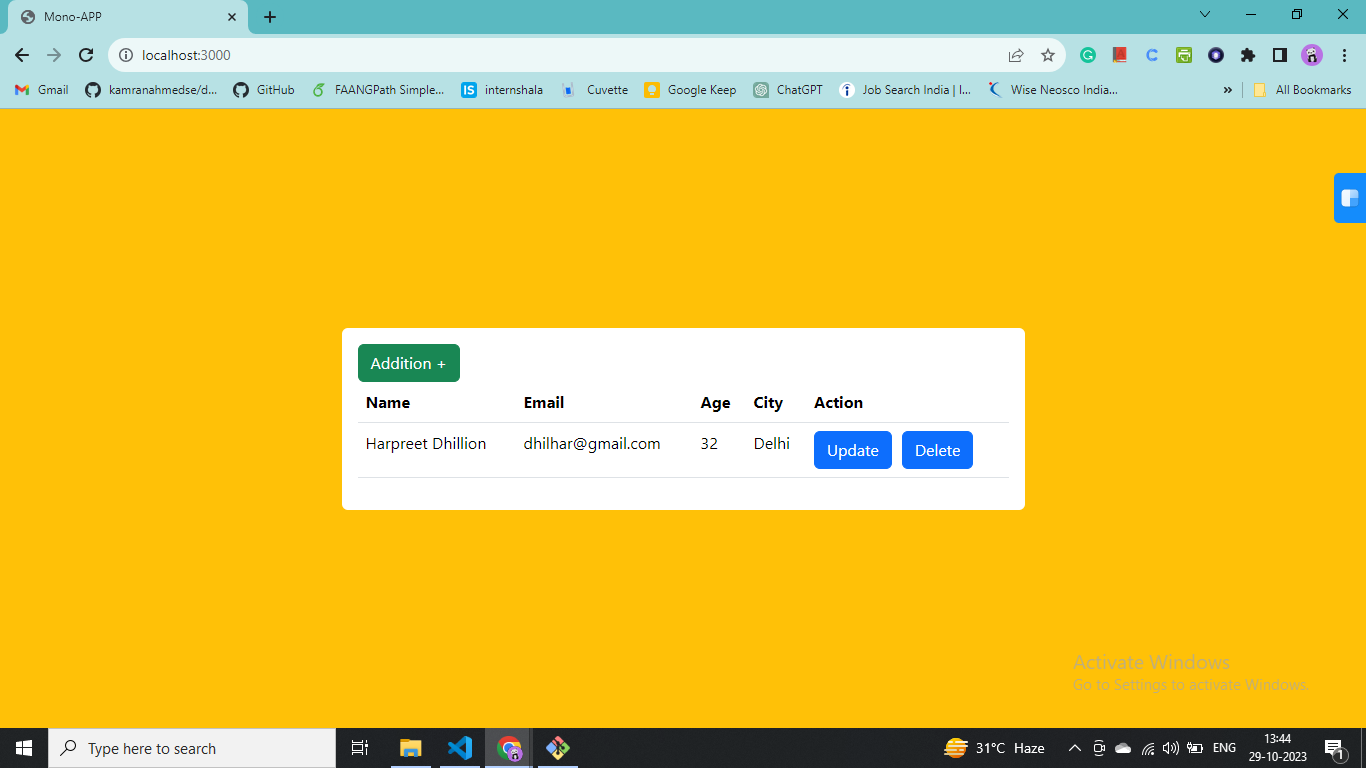 Mono-APP
localhost:3000
Gmail kamranahmedse/d... GitHub FAANGPath Simple... internshala Cuvette Google Keep ChatGPT Job Search India | I... Wise Neosco India... » All Bookmarks
Addition +
Name Email Age City Action
Harpreet Dhillion dhilhar@gmail.com 32 Delhi Update Delete
Activate Windows
Go to Settings to activate Windows.
Type here to search 31°C Haze ENG 13:44
29-10-2023 1